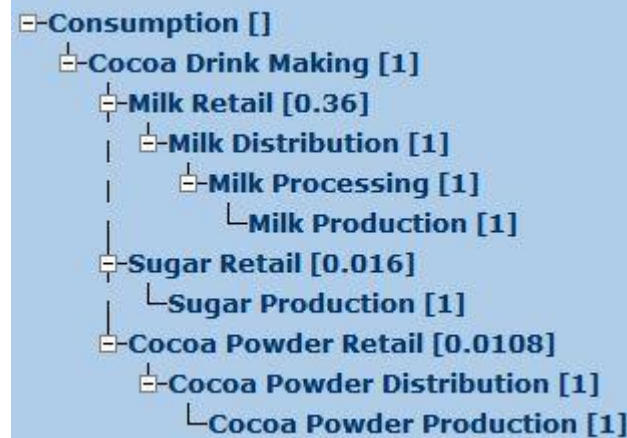 Consumption []
Cocoa Drink Making [1]
Milk Retail [0.36]
Milk Distribution [1]
Milk Processing [1]
Milk Production [1]
Sugar Retail [0.016]
Sugar Production [1]
Cocoa Powder Retail [0.0108]
Cocoa Powder Distribution [1]
Cocoa Powder Production [1]